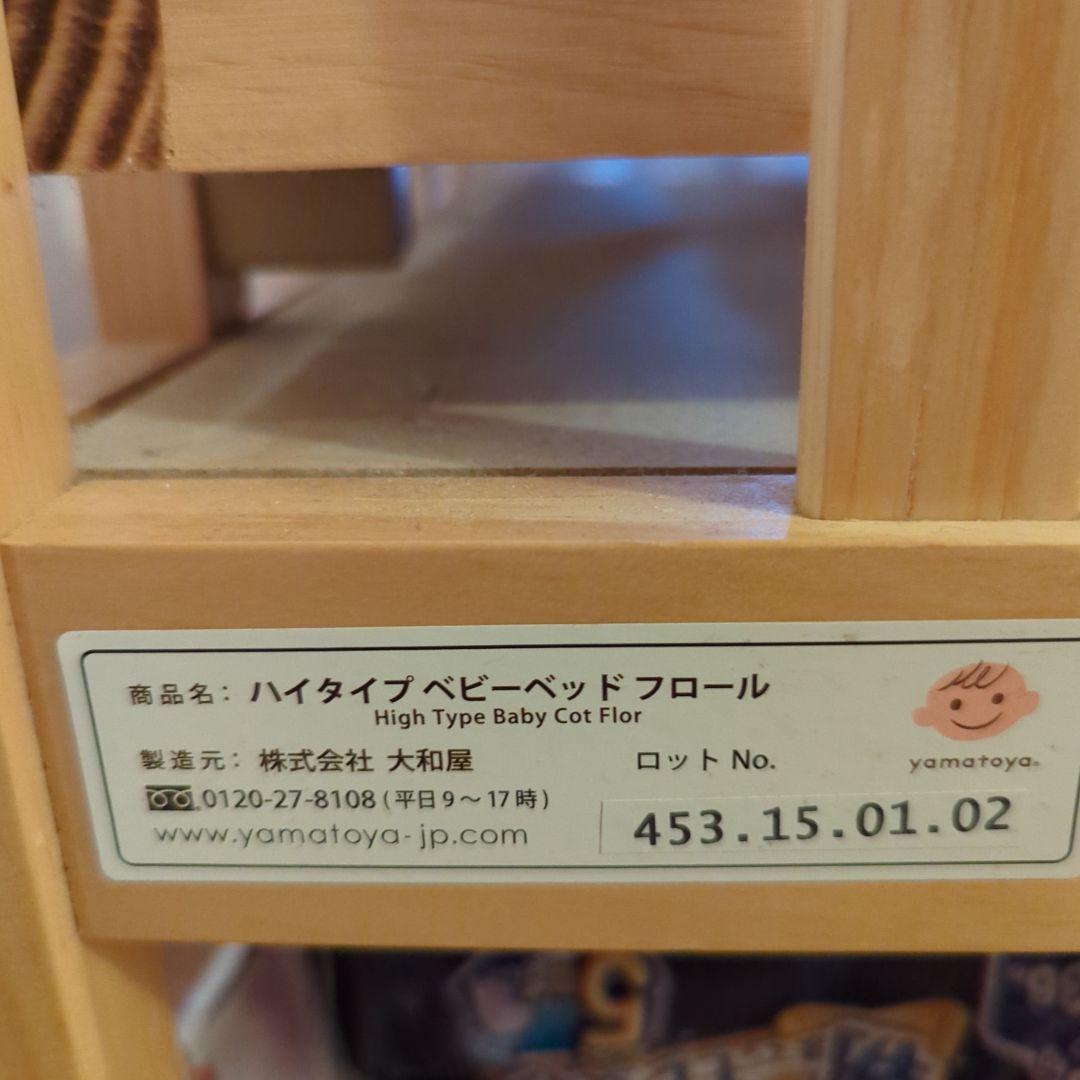 商品名： ハイタイプ ベビーベッド フロール
High Type Baby Cot Flor
製造元： 株式会社 大和屋
ロット No.
yamatoya®
0120-27-8108 (平日9～17時)
453.15.01.02
www.yamatoya-jp.com